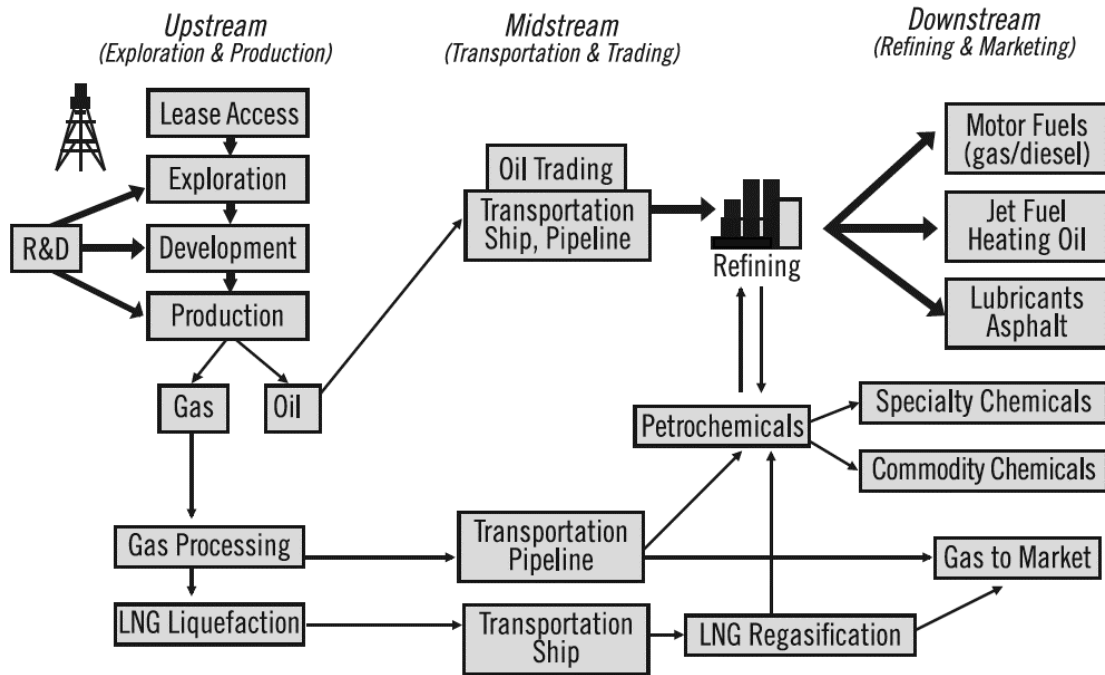 Upstream
(Exploration & Production)
Midstream
(Transportation & Trading)
Downstream
(Refining & Marketing)
Lease Access
Exploration
R&D
Development
Production
Gas
Oil
Oil Trading
Transportation
Ship, Pipeline
Refining
Motor Fuels
(gas/diesel)
Jet Fuel
Heating Oil
Lubricants
Asphalt
Petrochemicals
Specialty Chemicals
Commodity Chemicals
Gas Processing
Transportation
Pipeline
Gas to Market
LNG Liquefaction
Transportation
Ship
LNG Regasification